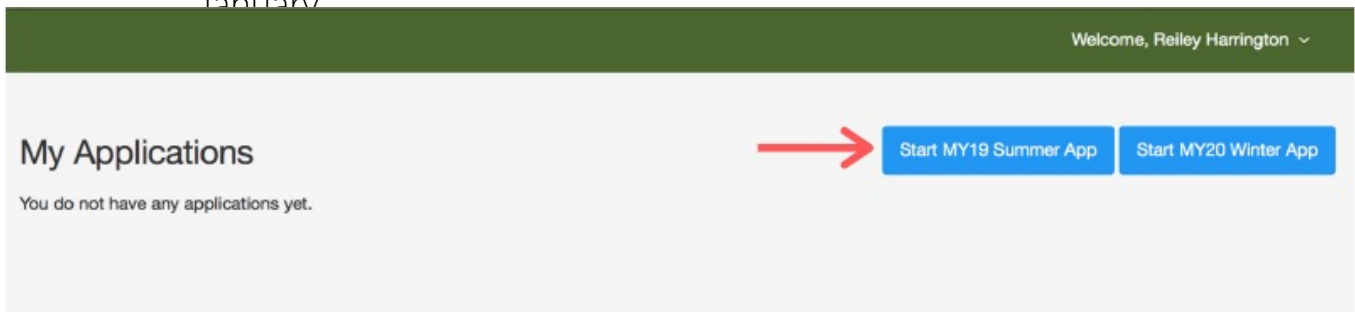 January
Welcome, Reiley Harrington
My Applications
Start MY19 Summer App
Start MY20 Winter App
You do not have any applications yet.